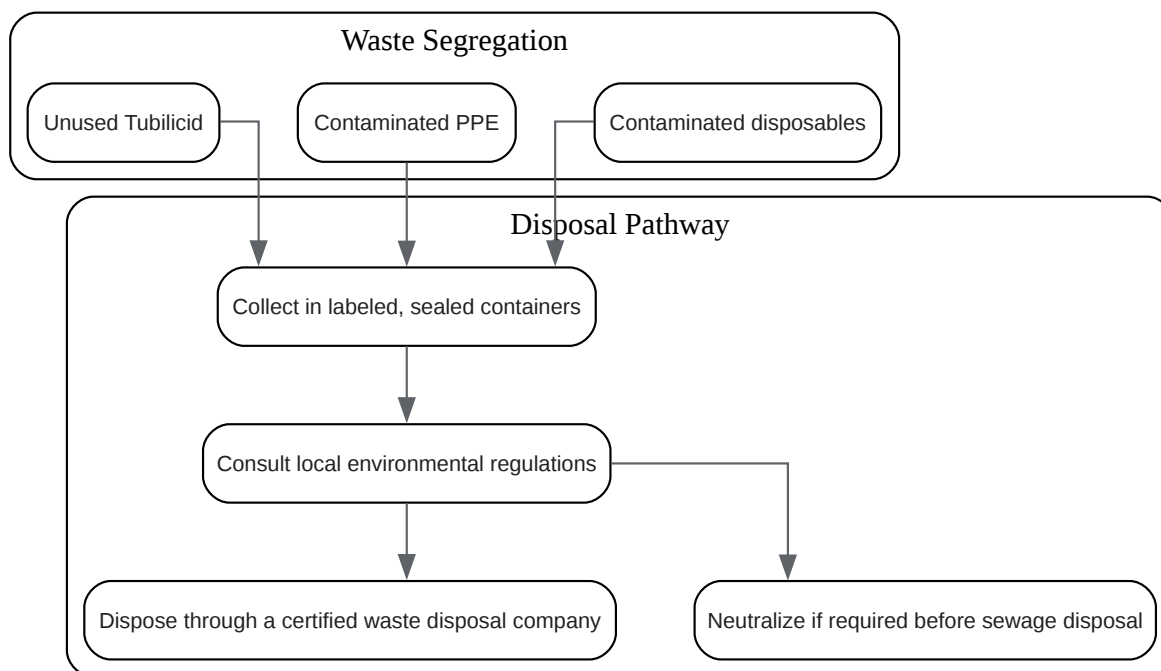 Waste Segregation
Unused Tubilicid
Contaminated PPE
Contaminated disposables
Disposal Pathway
Collect in labeled, sealed containers
Consult local environmental regulations
Dispose through a certified waste disposal company
Neutralize if required before sewage disposal